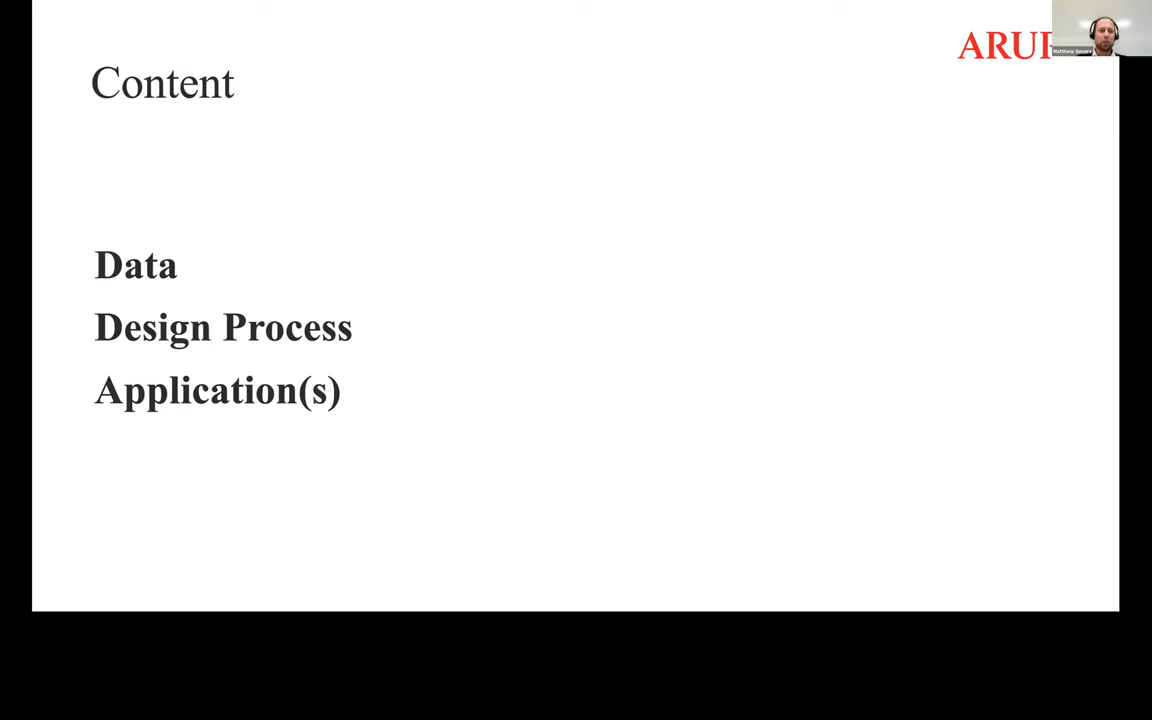 ARUP
Content
Data
Design Process
Application(s)